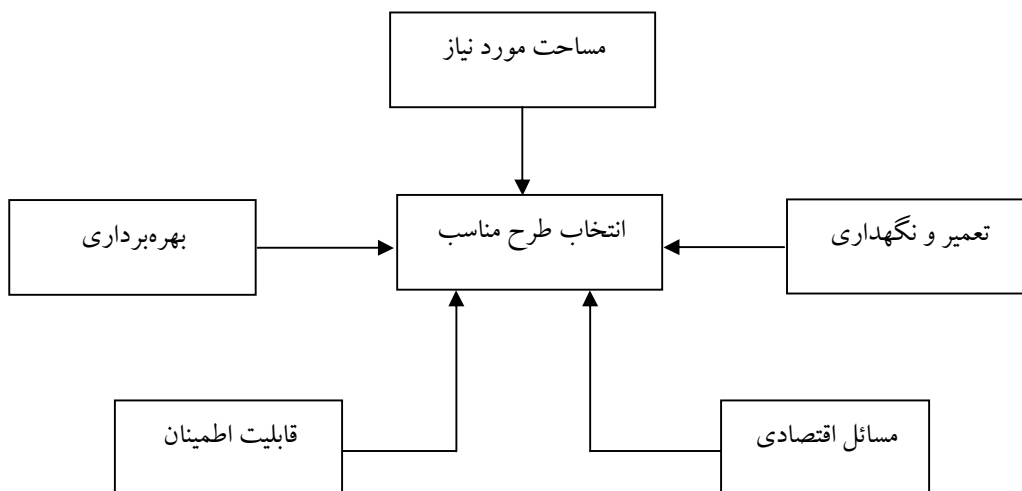 مساحت مورد نیاز
تعمیر و نگهداری
انتخاب طرح مناسب
بهره‌برداری
مسائل اقتصادی
قابلیت اطمینان